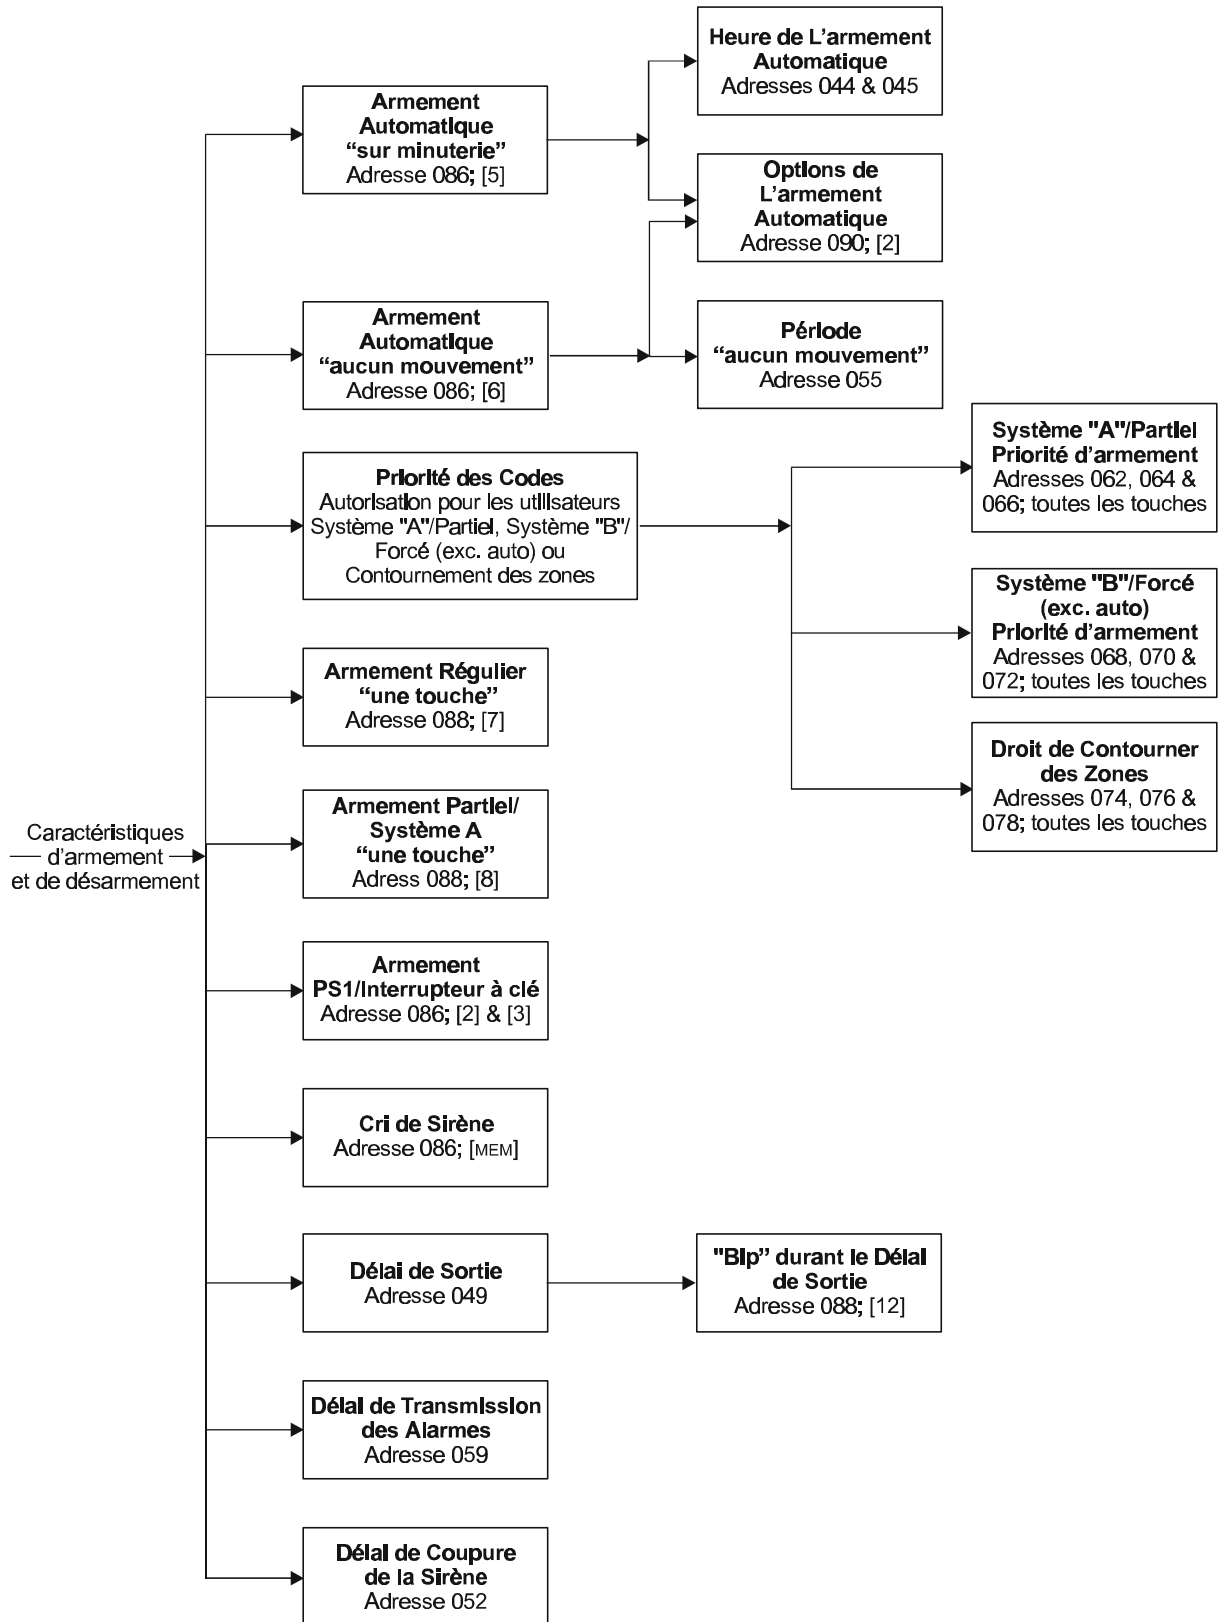 Heure de L'armement
Automatique
Adresses 044 & 045
Armement
Automatique
“sur minuterie”
Adresse 086; [5]
Options de
L'armement
Automatique
Adresse 090; [2]
Armement
Automatique
“aucun mouvement”
Adresse 086; [6]
Période
“aucun mouvement”
Adresse 055
Système "A"/Partiel
Priorité d'armement
Adresses 062, 064 &
066; toutes les touches
Priorité des Codes
Autorisation pour les utilisateurs
Système "A"/Partiel, Système "B"/
Forcé (exc. auto) ou
Contournement des zones
Système "B"/Forcé
(exc. auto)
Priorité d'armement
Adresses 068, 070 &
072; toutes les touches
Armement Régulier
“une touche”
Adresse 088; [7]
Droit de Contourner
des Zones
Adresses 074, 076 &
078; toutes les touches
Armement Partiel/
Système A
“une touche”
Adress 088; [8]
Caractéristiques
d'armement
et de désarmement
Armement
PS1/Interrupteur à clé
Adresse 086; [2] & [3]
Cri de Sirène
Adresse 086; [MEM]
Délai de Sortie
Adresse 049
"Bip” durant le Délai
de Sortie
Adresse 088; [12]
Délai de Transmission
des Alarmes
Adresse 059
Délai de Coupure
de la Sirène
Adresse 052